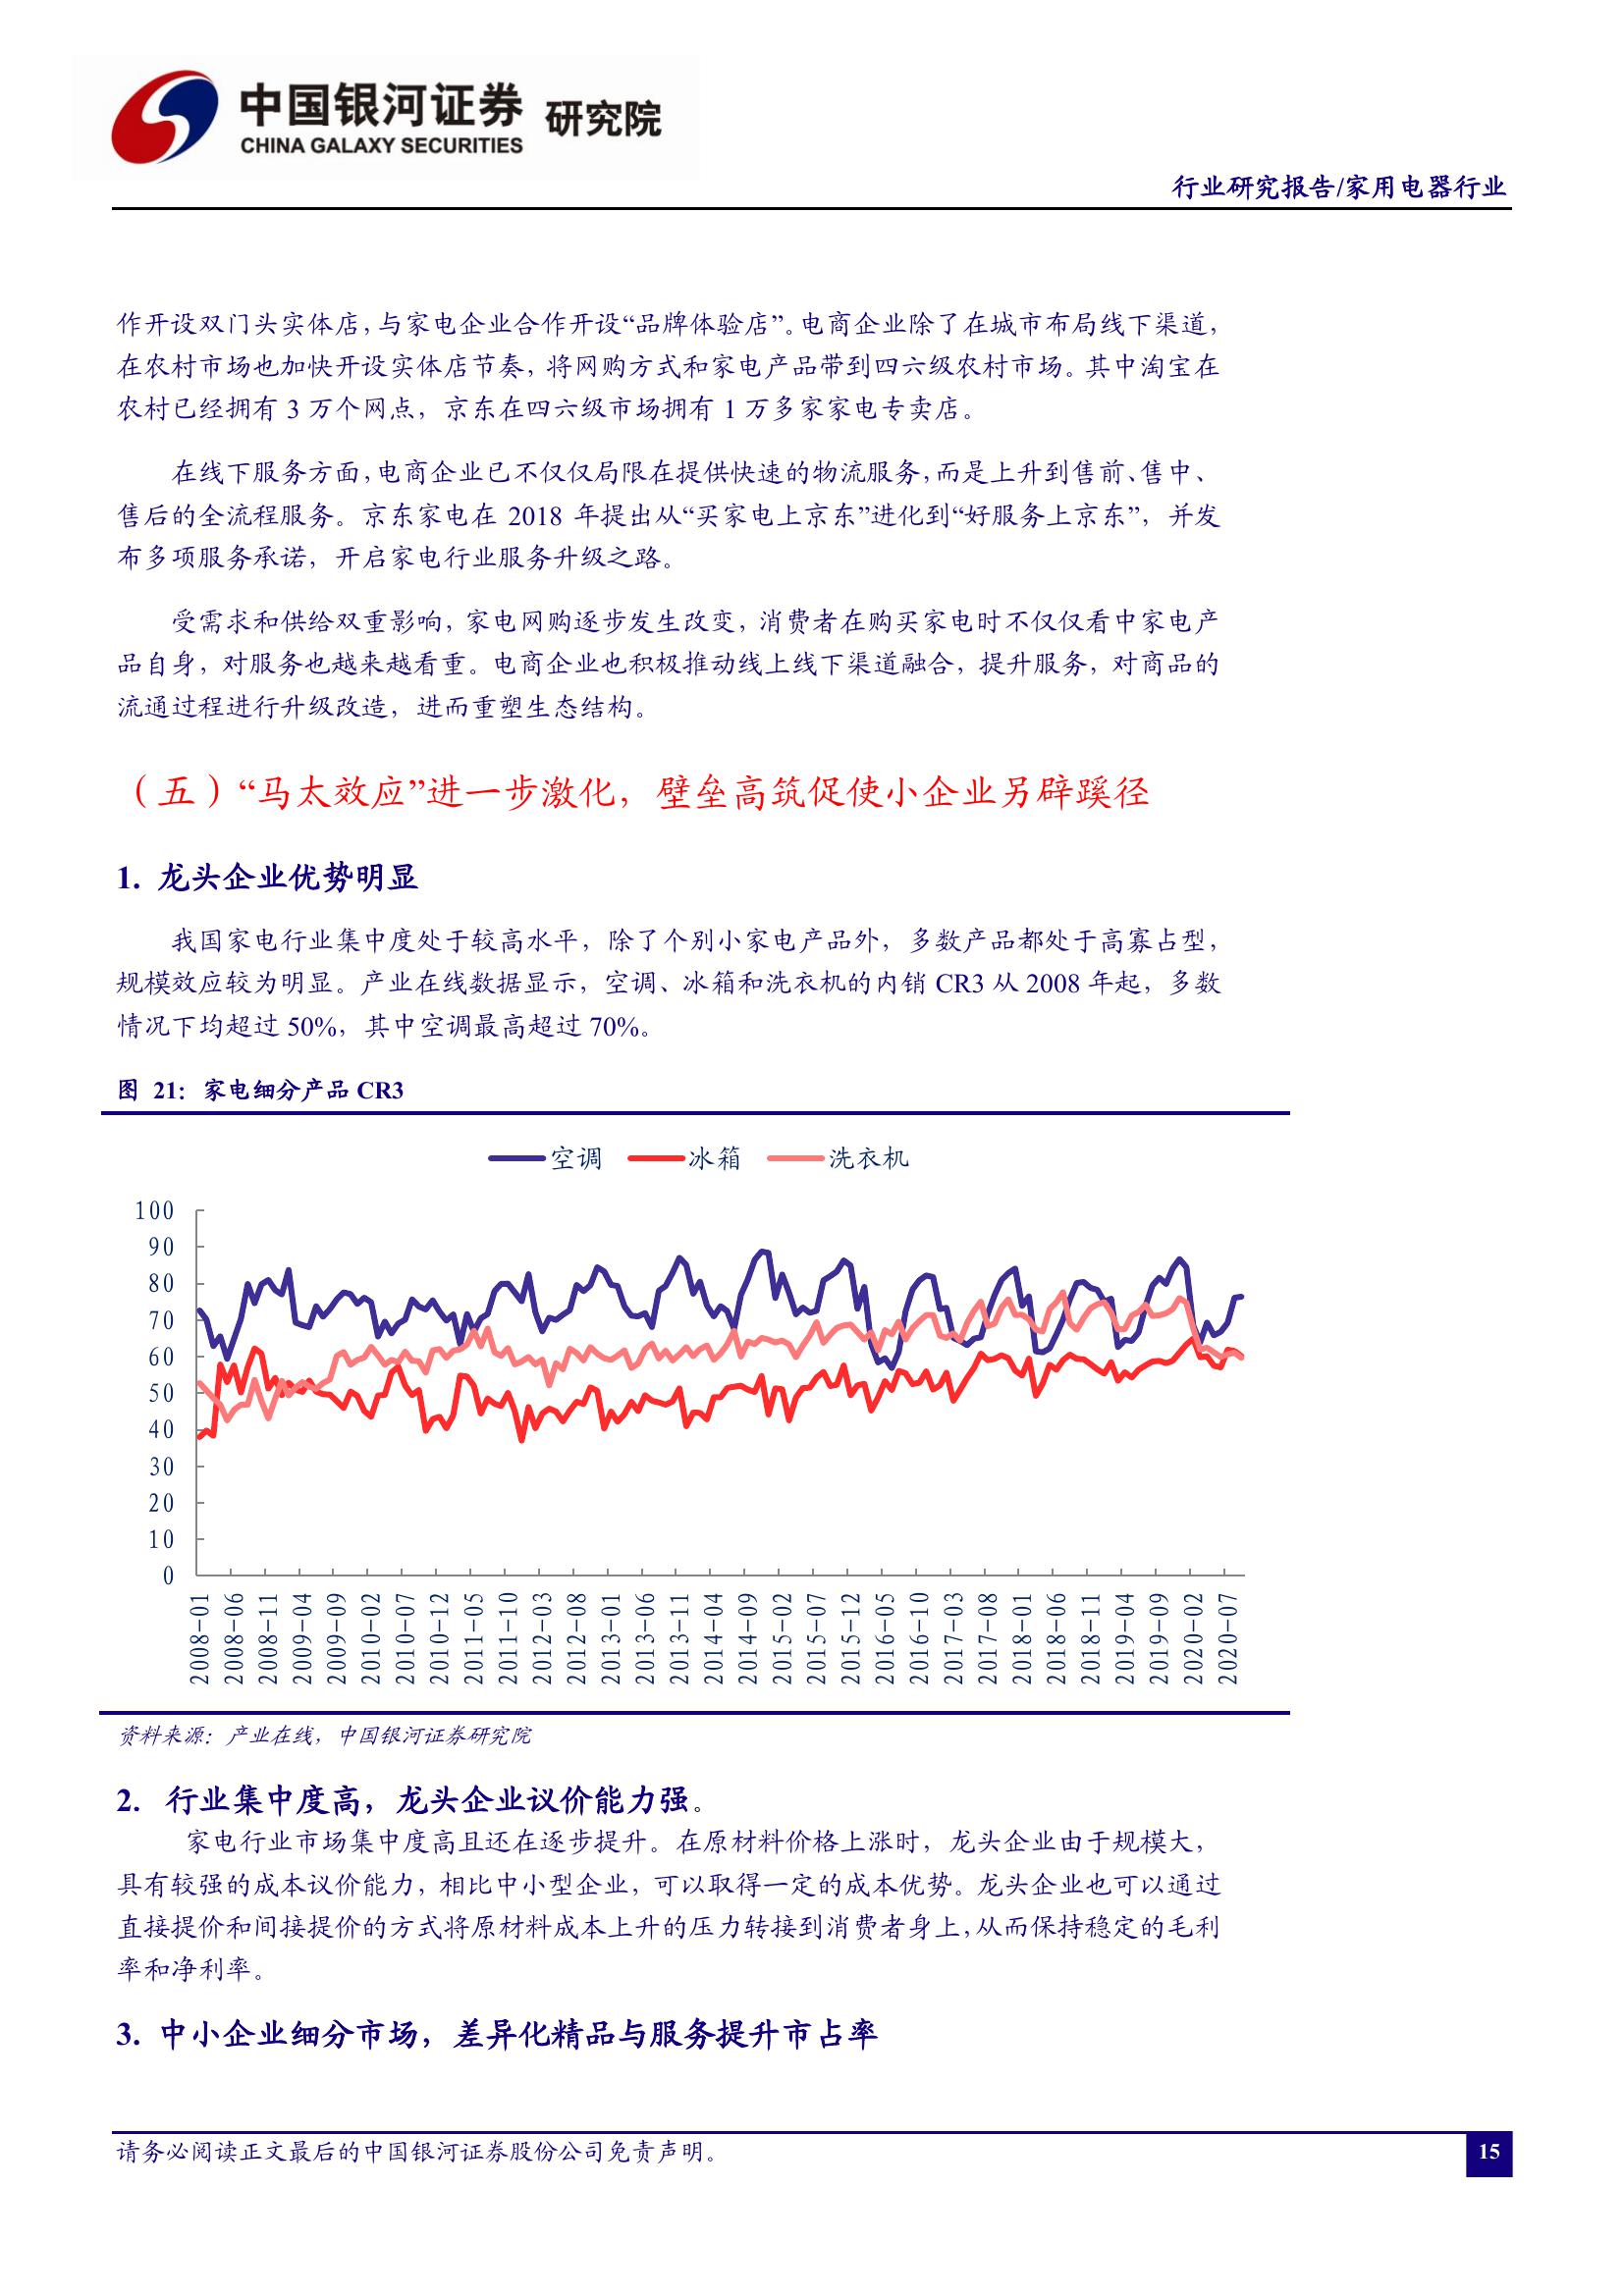 中国银河证券 研究院
CHINA GALAXY SECURITIES
行业研究报告/家用电器行业
作开设双门头实体店，与家电企业合作开设“品牌体验店”。电商企业除了在城市布局线下渠道，
在农村市场也加快开设实体店节奏，将网购方式和家电产品带到四六级农村市场。其中淘宝在
农村已经拥有 3 万个网点，京东在四六级市场拥有 1 万多家家电专卖店。
在线下服务方面，电商企业已不仅仅局限在提供快速的物流服务，而是上升到售前、售中、
售后的全流程服务。京东家电在 2018 年提出从“买家电上京东”进化到“好服务上京东”，并发
布多项服务承诺，开启家电行业服务升级之路。
受需求和供给双重影响，家电网购逐步发生改变，消费者在购买家电时不仅仅看中家电产
品自身，对服务也越来越看重。电商企业也积极推动线上线下渠道融合，提升服务，对商品的
流通过程进行升级改造，进而重塑生态结构。
（五）“马太效应”进一步激化，壁垒高筑促使小企业另辟蹊径
1. 龙头企业优势明显
我国家电行业集中度处于较高水平，除了个别小家电产品外，多数产品都处于高寡占型，
规模效应较为明显。产业在线数据显示，空调、冰箱和洗衣机的内销 CR3 从 2008 年起，多数
情况下均超过 50%，其中空调最高超过 70%。
图 21：家电细分产品 CR3
空调 冰箱 洗衣机
100
90
80
70
60
50
40
30
20
10
0
2008-01 2008-06 2008-11 2009-04 2009-09 2010-02 2010-07 2010-12 2011-05 2011-10 2012-03 2012-08 2013-01 2013-06 2013-11 2014-04 2014-09 2015-02 2015-07 2015-12 2016-05 2016-10 2017-03 2017-08 2018-01 2018-06 2018-11 2019-04 2019-09 2020-02 2020-07
资料来源：产业在线，中国银河证券研究院
2. 行业集中度高，龙头企业议价能力强。
家电行业市场集中度高且还在逐步提升。在原材料价格上涨时，龙头企业由于规模大，
具有较强的成本议价能力，相比中小型企业，可以取得一定的成本优势。龙头企业也可以通过
直接提价和间接提价的方式将原材料成本上升的压力转接到消费者身上，从而保持稳定的毛利
率和净利率。
3. 中小企业细分市场，差异化精品与服务提升市占率
请务必阅读正文最后的中国银河证券股份公司免责声明。
15